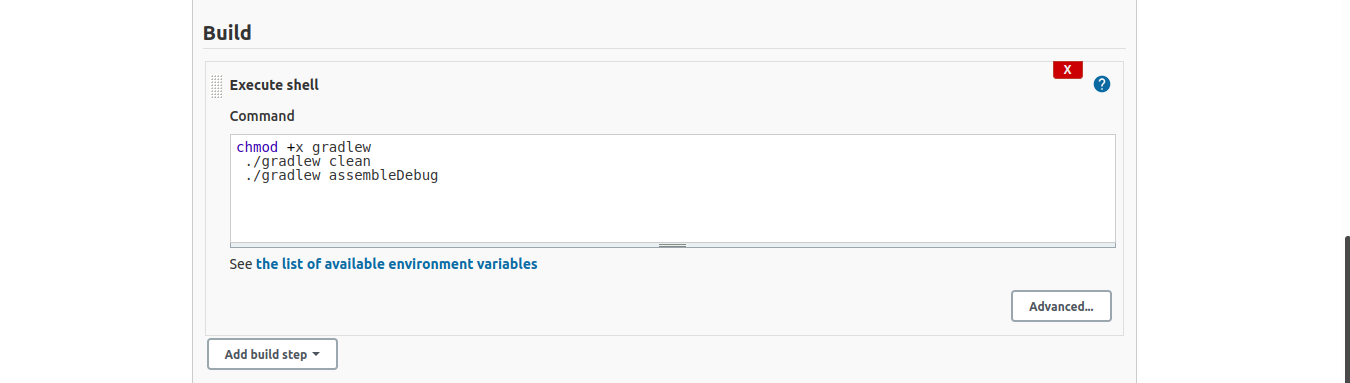 Build
X
Execute shell
?
Command
chmod +x gradlew
./gradlew clean
./gradlew assembleDebug
See the list of available environment variables
Advanced...
Add build step